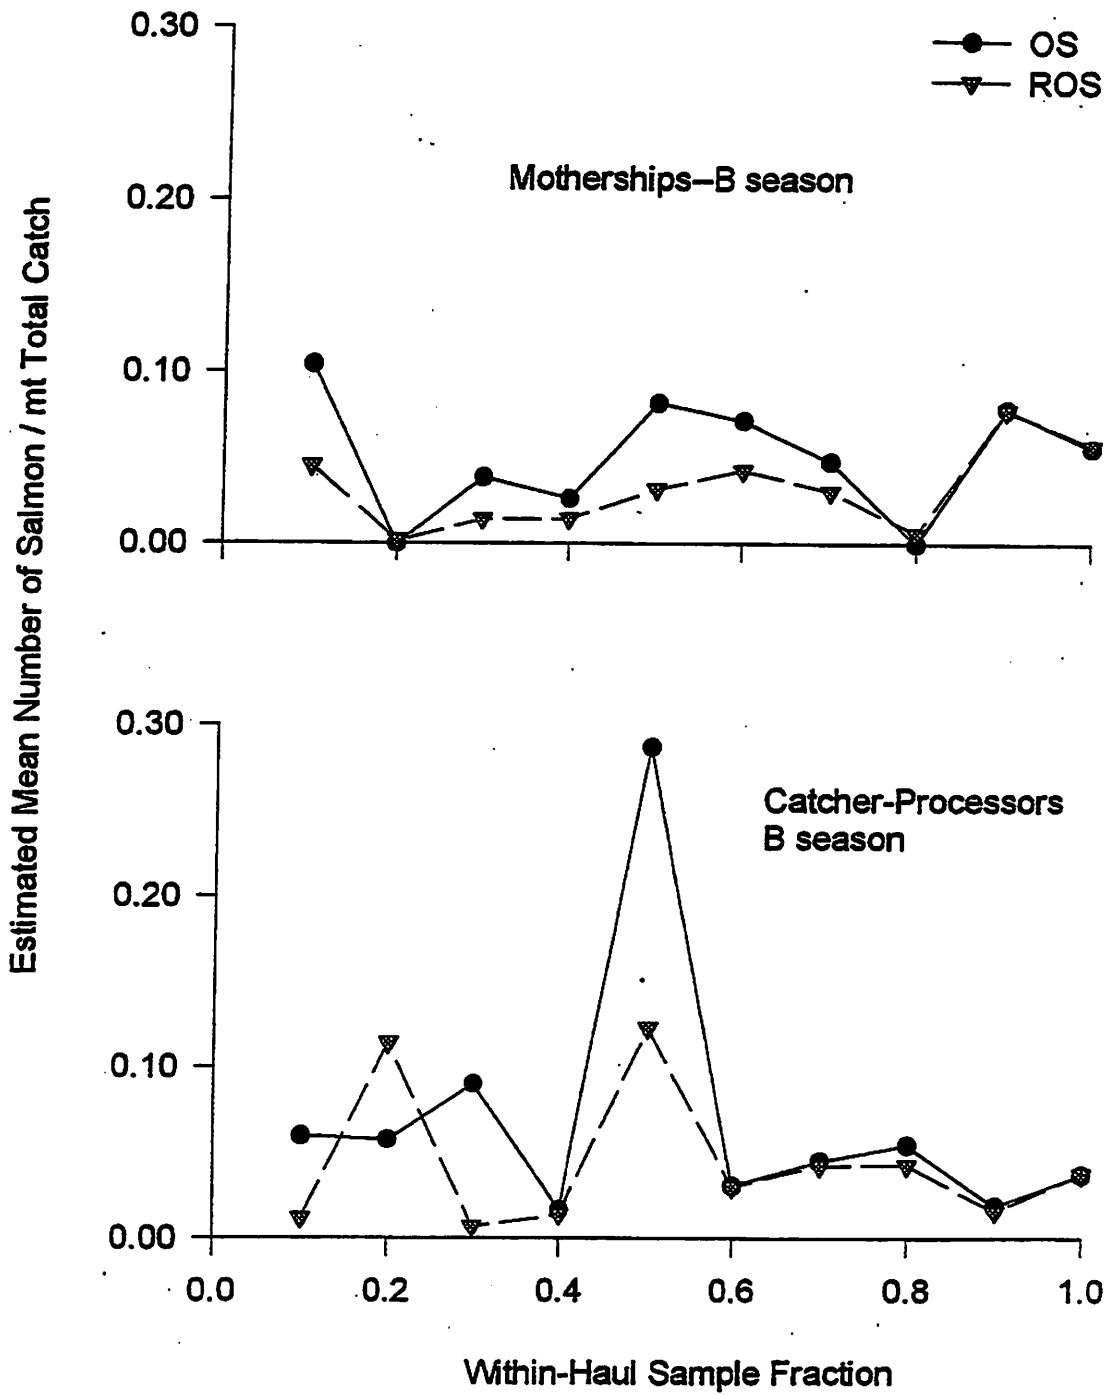 Estimated Mean Number of Salmon / mt Total Catch
0.30
0.20
0.10
0.00
OS
ROS
Motherships–B season
0.30
0.20
0.10
0.00
Catcher-Processors
B season
0.0 0.2 0.4 0.6 0.8 1.0
Within-Haul Sample Fraction